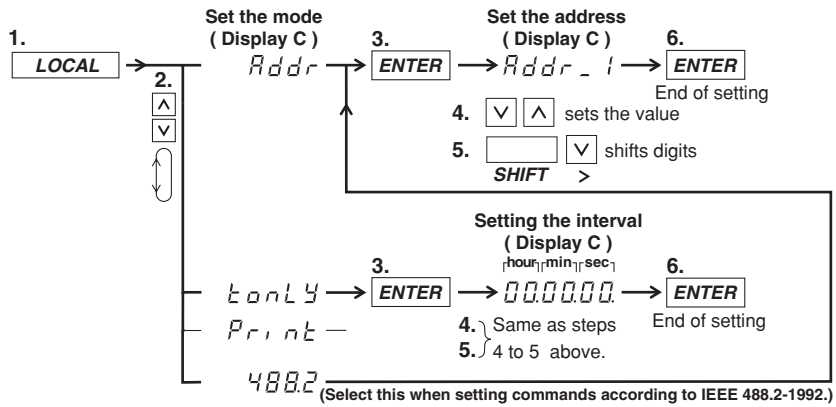 Set the mode
( Display C )
Set the address
( Display C )
1.
3.
6.
LOCAL
Addr
ENTER
Addr_1
ENTER
2.
End of setting
4. sets the value
5. shifts digits
SHIFT >
Setting the interval
( Display C )
hour min sec
3.
6.
tonLY
ENTER
00.00.00.
ENTER
Print
4. Same as steps
5. 4 to 5 above.
End of setting
488.2
(Select this when setting commands according to IEEE 488.2-1992.)